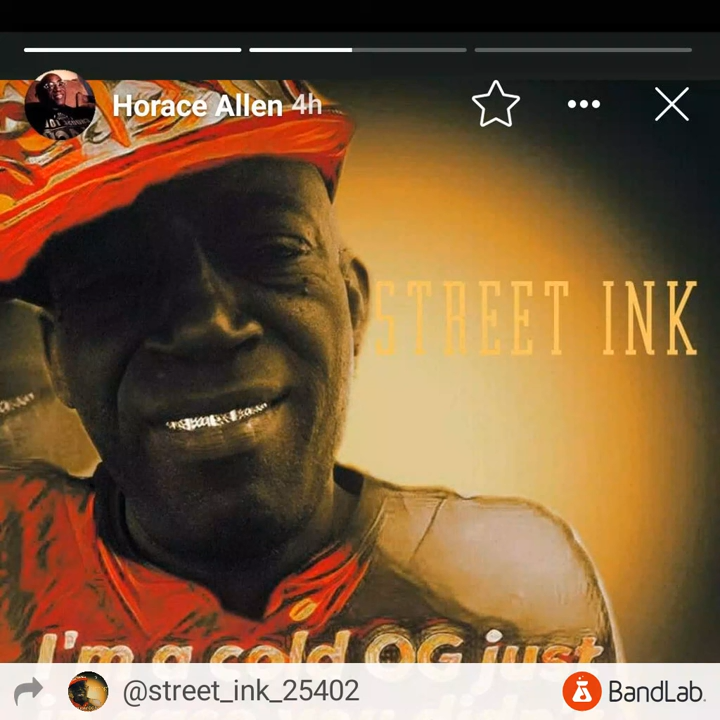 Horace Allen 4h
STREET INK
I'm a cold OG just
@street_ink_25402
BandLab.